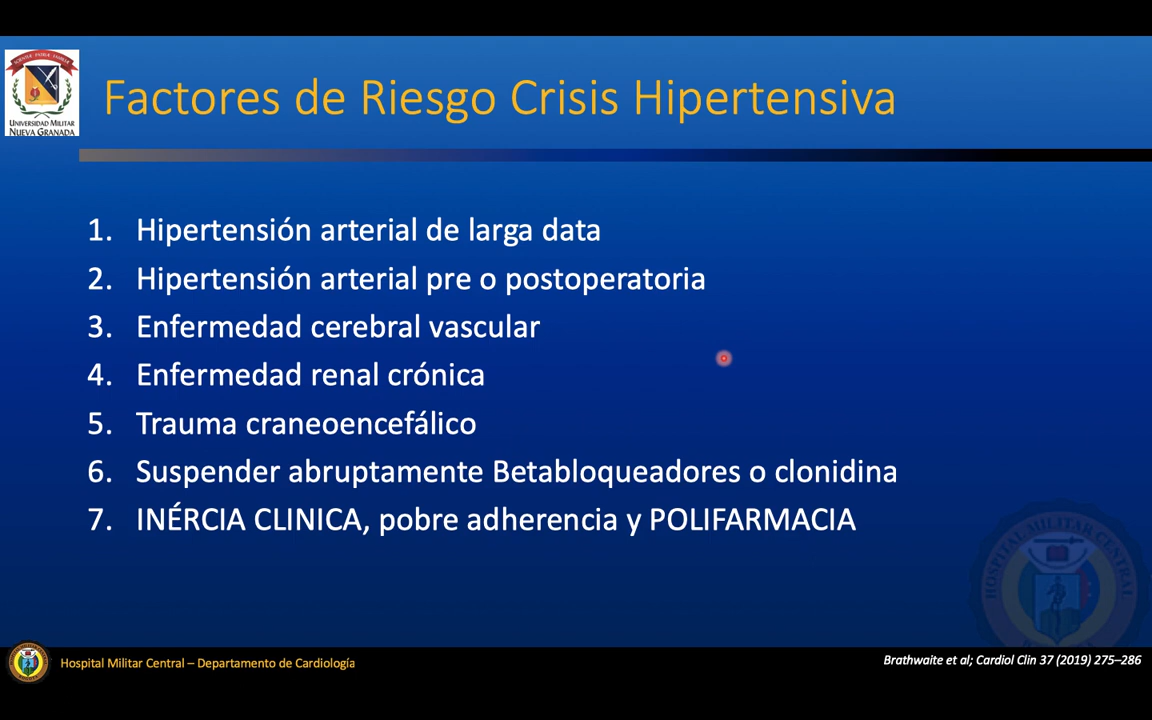 Factores de Riesgo Crisis Hipertensiva
UNIVERSIDAD MILITAR
NUEVA GRANADA
1. Hipertensión arterial de larga data
2. Hipertensión arterial pre o postoperatoria
3. Enfermedad cerebral vascular
4. Enfermedad renal crónica
5. Trauma craneoencefálico
6. Suspender abruptamente Betabloqueadores o clonidina
7. INÉRCIA CLINICA, pobre adherencia y POLIFARMACIA
HOSPITAL MILITAR CENTRAL
Hospital Militar Central – Departamento de Cardiología
Brathwaite et al; Cardiol Clin 37 (2019) 275–286